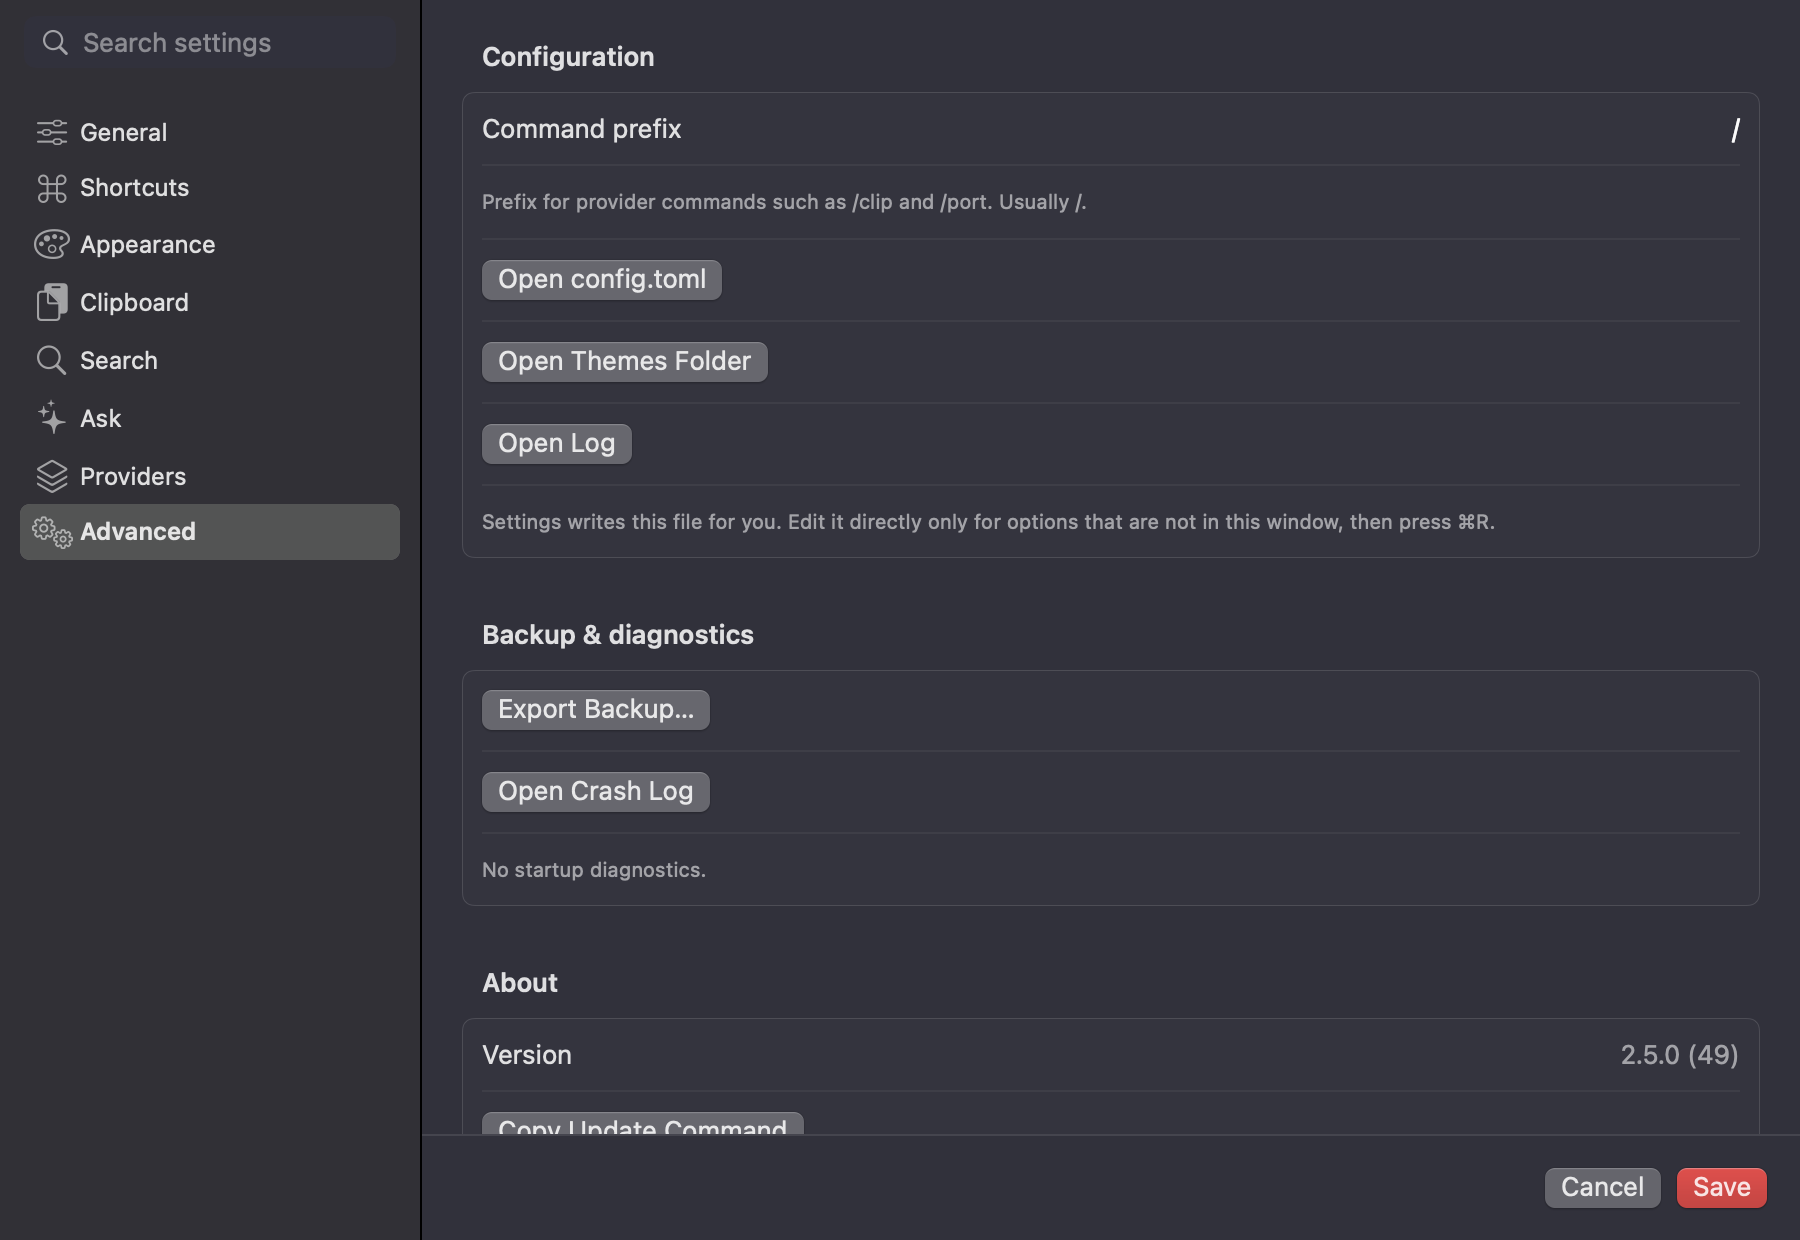 Search settings
General
Shortcuts
Appearance
Clipboard
Search
Ask
Providers
Advanced
Configuration
Command prefix
/
Prefix for provider commands such as /clip and /port. Usually /.
Open config.toml
Open Themes Folder
Open Log
Settings writes this file for you. Edit it directly only for options that are not in this window, then press ⌘R.
Backup & diagnostics
Export Backup...
Open Crash Log
No startup diagnostics.
About
Version
2.5.0 (49)
Copy Update Command
Cancel
Save